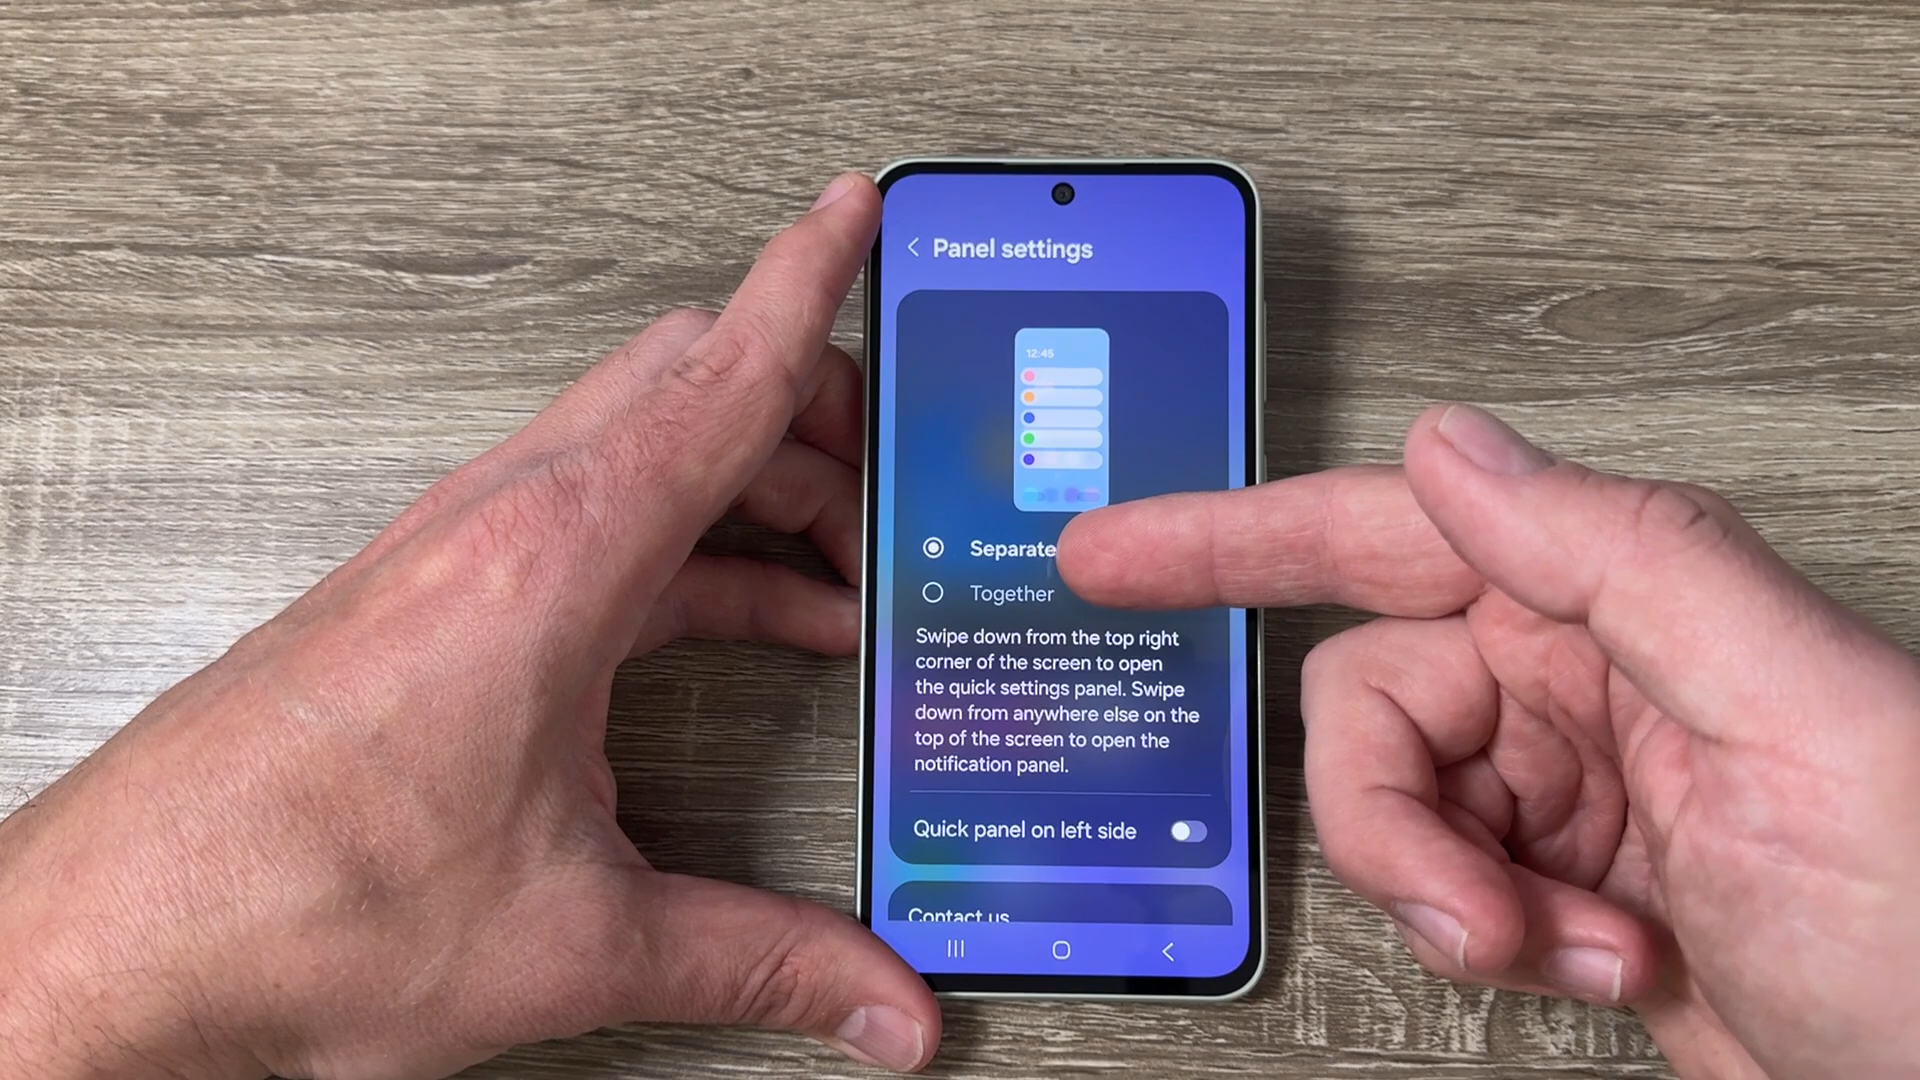 Panel settings
12:45
Separate
Together
Swipe down from the top right
corner of the screen to open
the quick settings panel. Swipe
down from anywhere else on the
top of the screen to open the
notification panel.
Quick panel on left side
Contact us